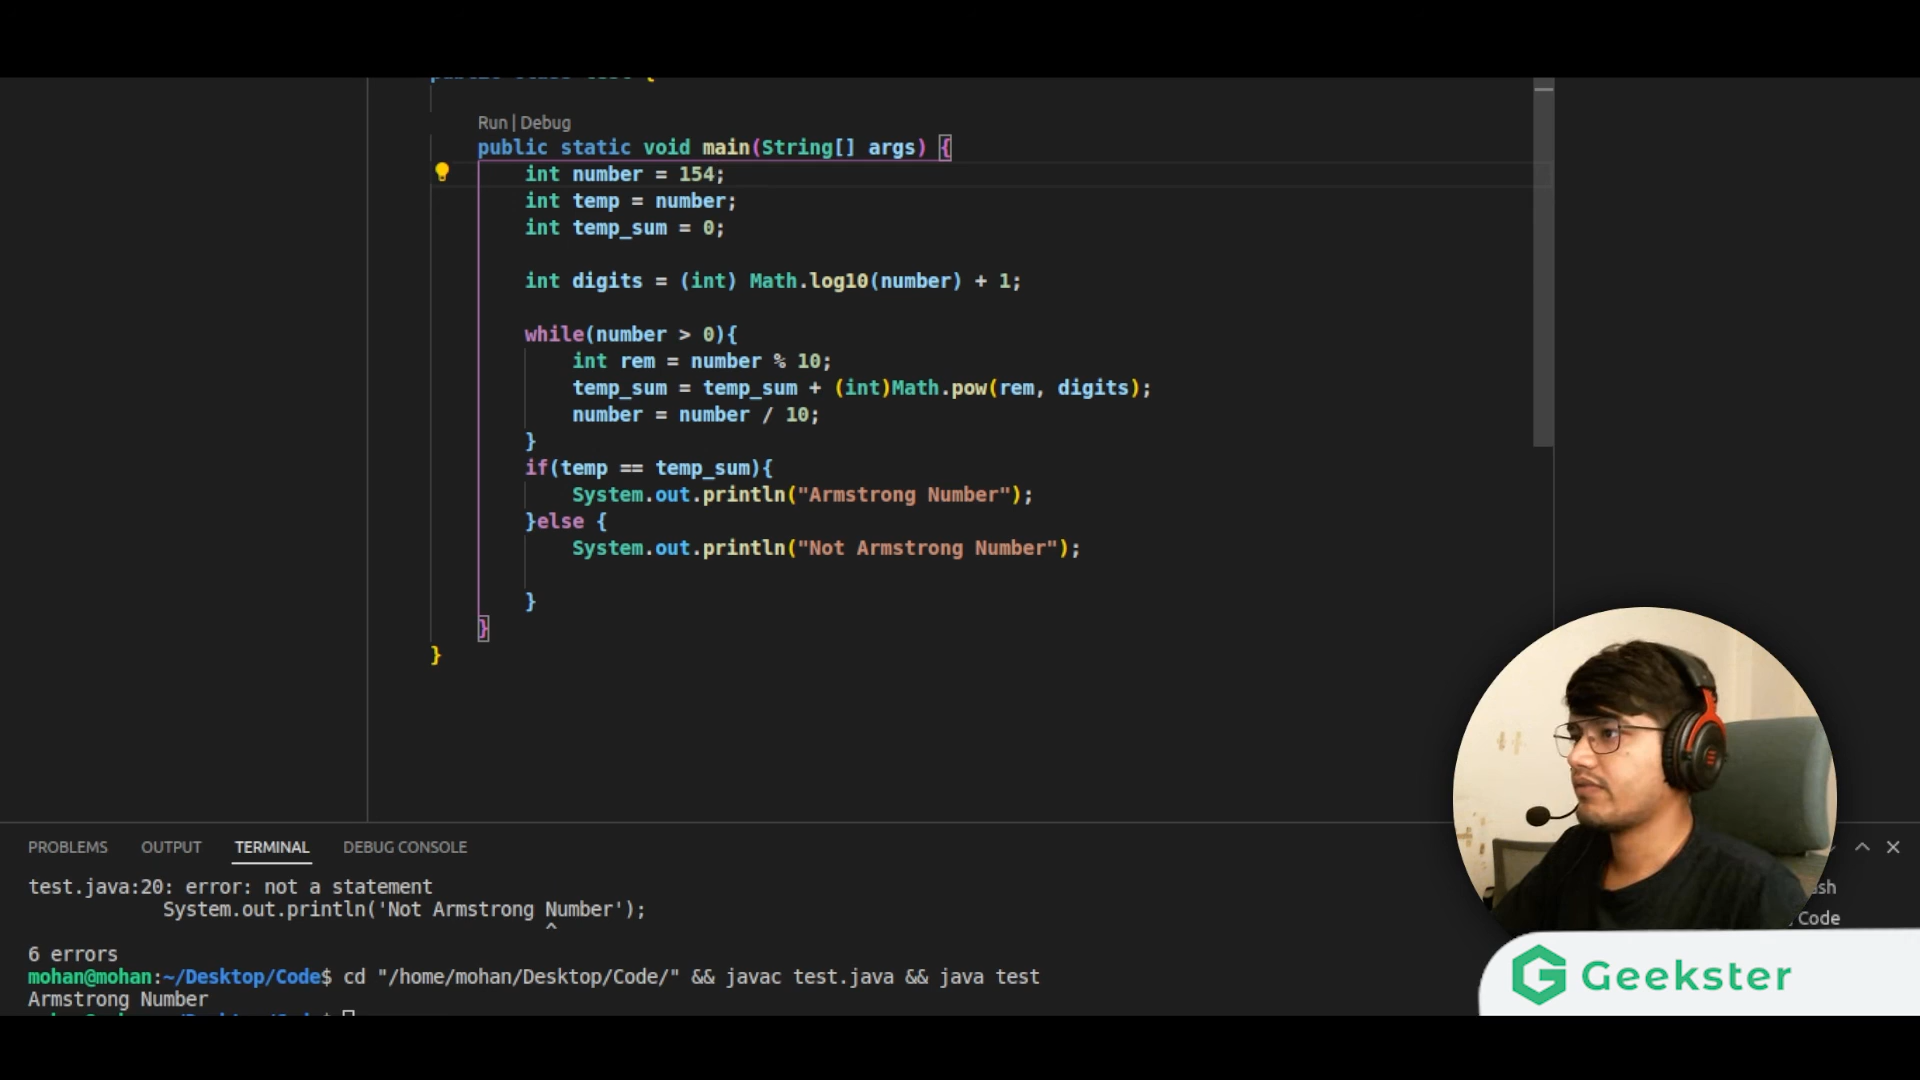 Run | Debug
public static void main(String[] args) {
int number = 154;
int temp = number;
int temp_sum = 0;
int digits = (int) Math.log10(number) + 1;
while(number > 0){
int rem = number % 10;
temp_sum = temp_sum + (int)Math.pow(rem, digits);
number = number / 10;
}
if(temp == temp_sum){
System.out.println("Armstrong Number");
}else {
System.out.println("Not Armstrong Number");
}
}
}
PROBLEMS OUTPUT TERMINAL DEBUG CONSOLE
test.java:20: error: not a statement
System.out.println('Not Armstrong Number');
^
6 errors
mohan@mohan:~/Desktop/Code$ cd "/home/mohan/Desktop/Code/" && javac test.java && java test
Armstrong Number
Code
Geekster